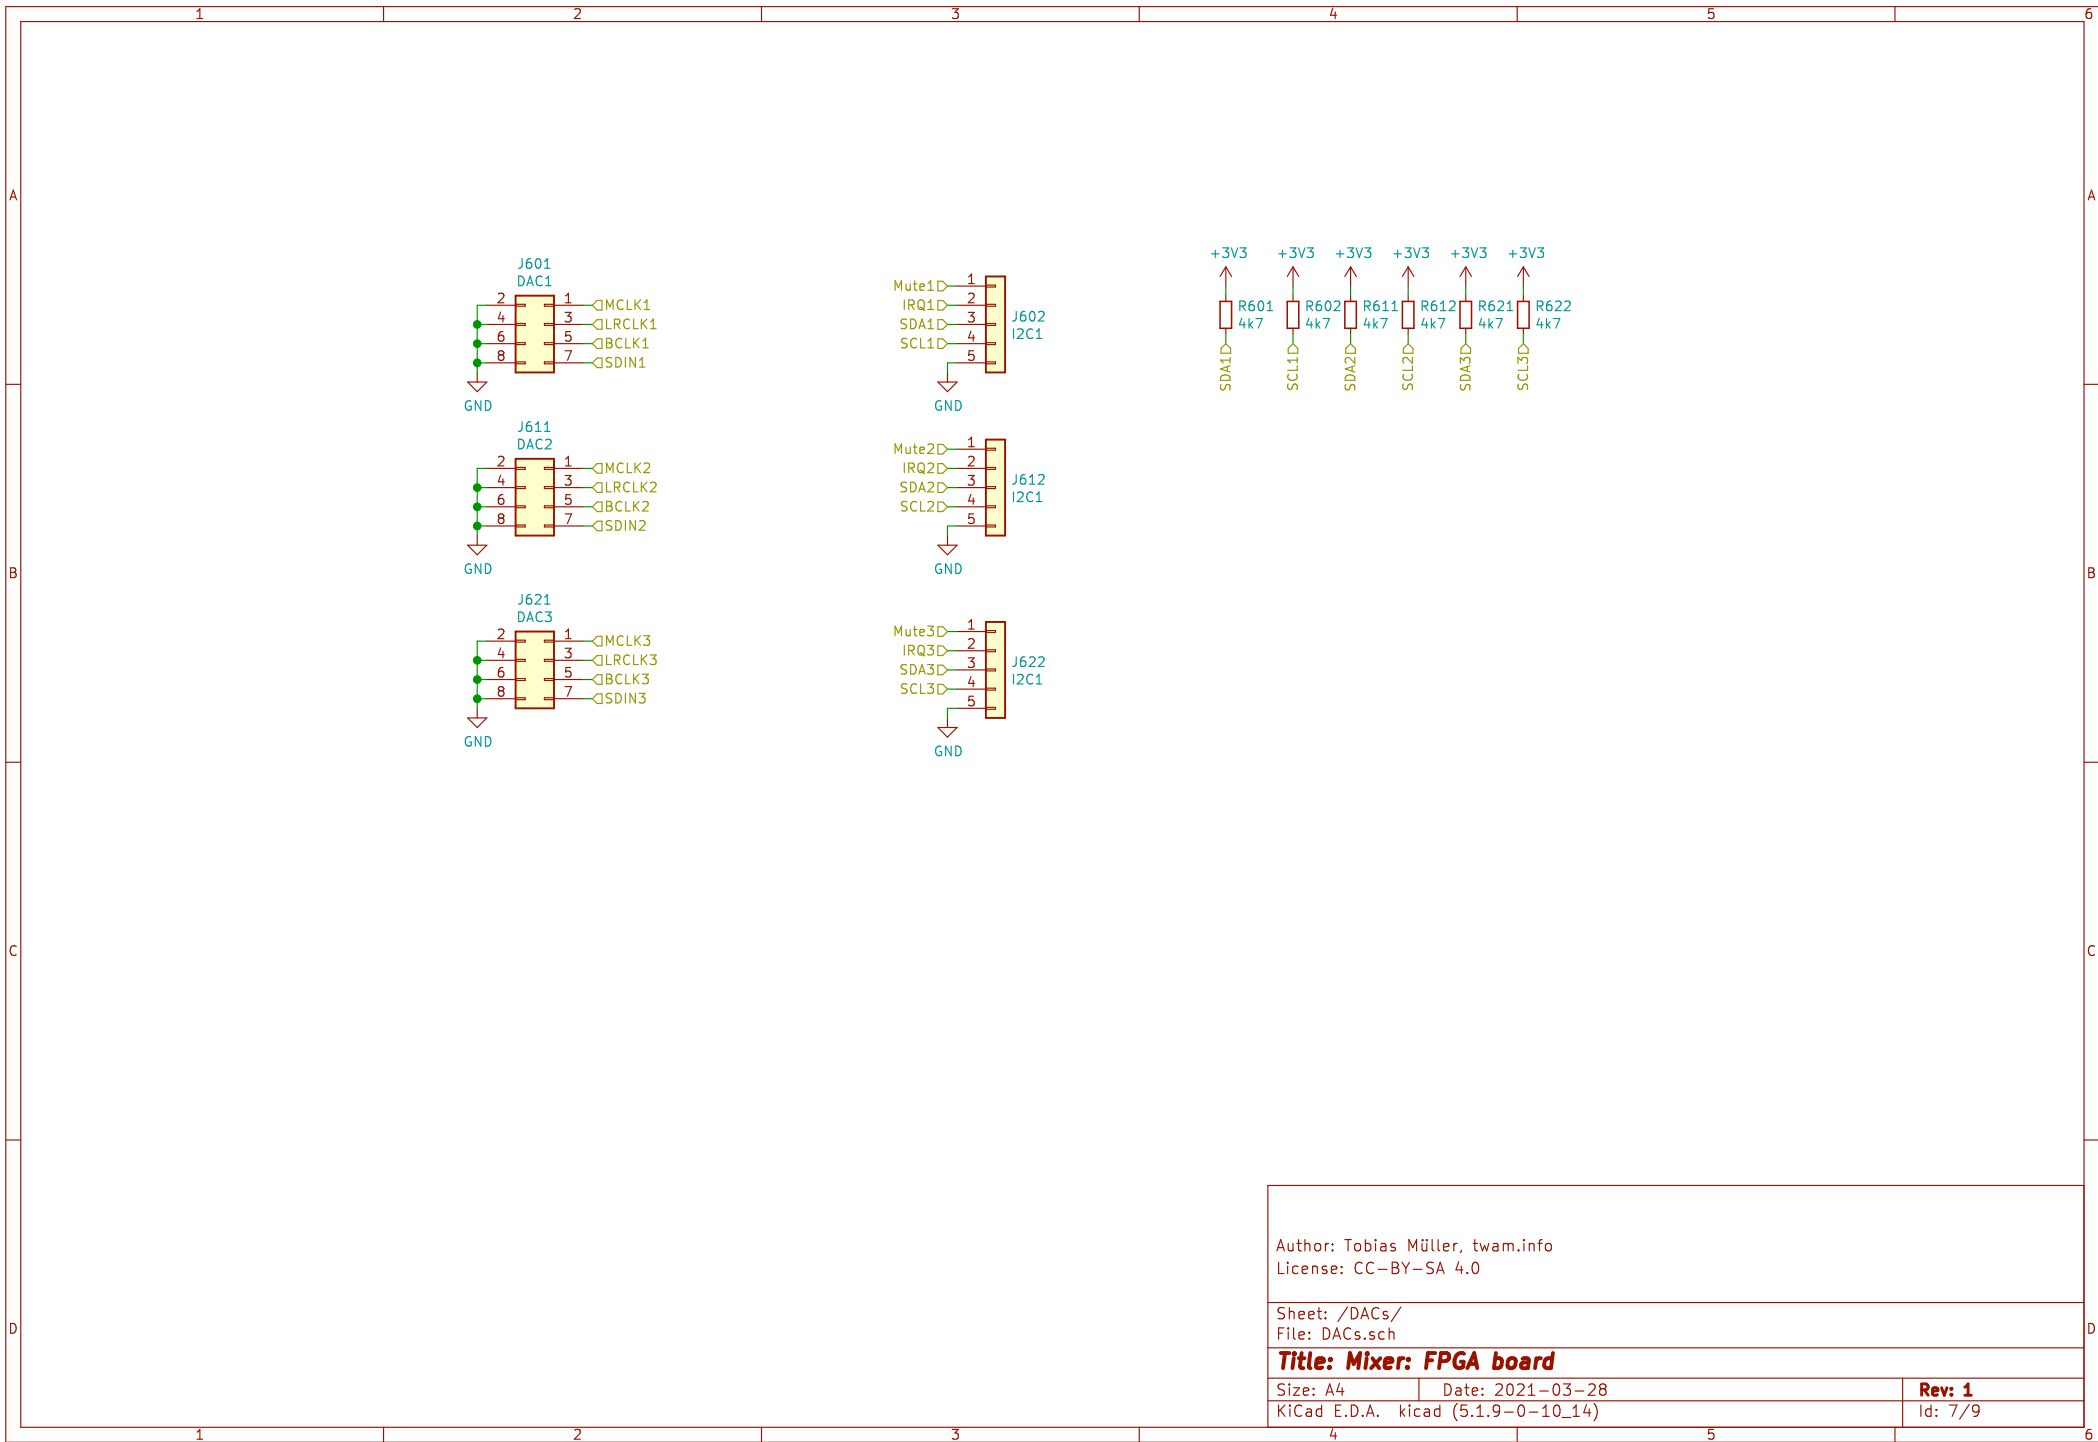 1 2 3 4 5 6
A A
+3V3 +3V3 +3V3 +3V3 +3V3 +3V3
J601
DAC1
2 1 MCLK1
4 3 LRCLK1
6 5 BCLK1
8 7 SDIN1
GND
Mute1 1
IRQ1 2
SDA1 3
SCL1 4
5
J602
I2C1
GND
R601 R602 R611 R612 R621 R622
4k7 4k7 4k7 4k7 4k7 4k7
SDA1 SCL1 SDA2 SCL2 SDA3 SCL3
J611
DAC2
2 1 MCLK2
4 3 LRCLK2
6 5 BCLK2
8 7 SDIN2
GND
Mute2 1
IRQ2 2
SDA2 3
SCL2 4
5
J612
I2C1
GND
B B
J621
DAC3
2 1 MCLK3
4 3 LRCLK3
6 5 BCLK3
8 7 SDIN3
GND
Mute3 1
IRQ3 2
SDA3 3
SCL3 4
5
J622
I2C1
GND
C C
Author: Tobias Müller, twam.info
License: CC-BY-SA 4.0
Sheet: /DACs/
File: DACs.sch
D D
Title: Mixer: FPGA board
Size: A4 Date: 2021-03-28 Rev: 1
KiCad E.D.A. kicad (5.1.9-0-10_14) Id: 7/9
1 2 3 4 5 6